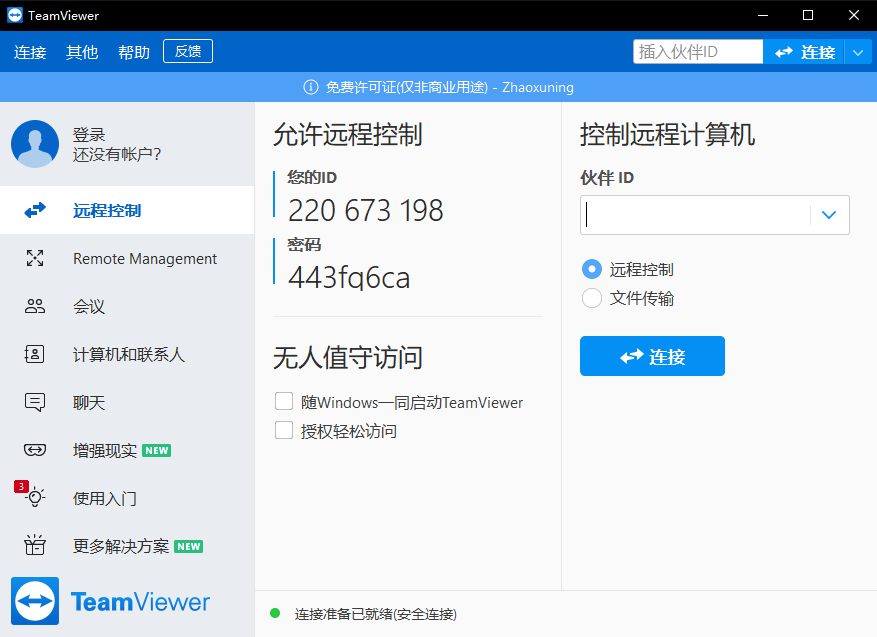 TeamViewer
连接 其他 帮助 反馈 插入伙伴ID 连接
免费许可证(仅非商业用途) - Zhaoxuning
登录
还没有帐户?
远程控制
Remote Management
会议
计算机和联系人
聊天
增强现实 NEW
3
使用入门
更多解决方案 NEW
TeamViewer
允许远程控制
您的ID
220 673 198
密码
443fq6ca
无人值守访问
随Windows一同启动TeamViewer
授权轻松访问
控制远程计算机
伙伴 ID
远程控制
文件传输
连接
连接准备已就绪(安全连接)